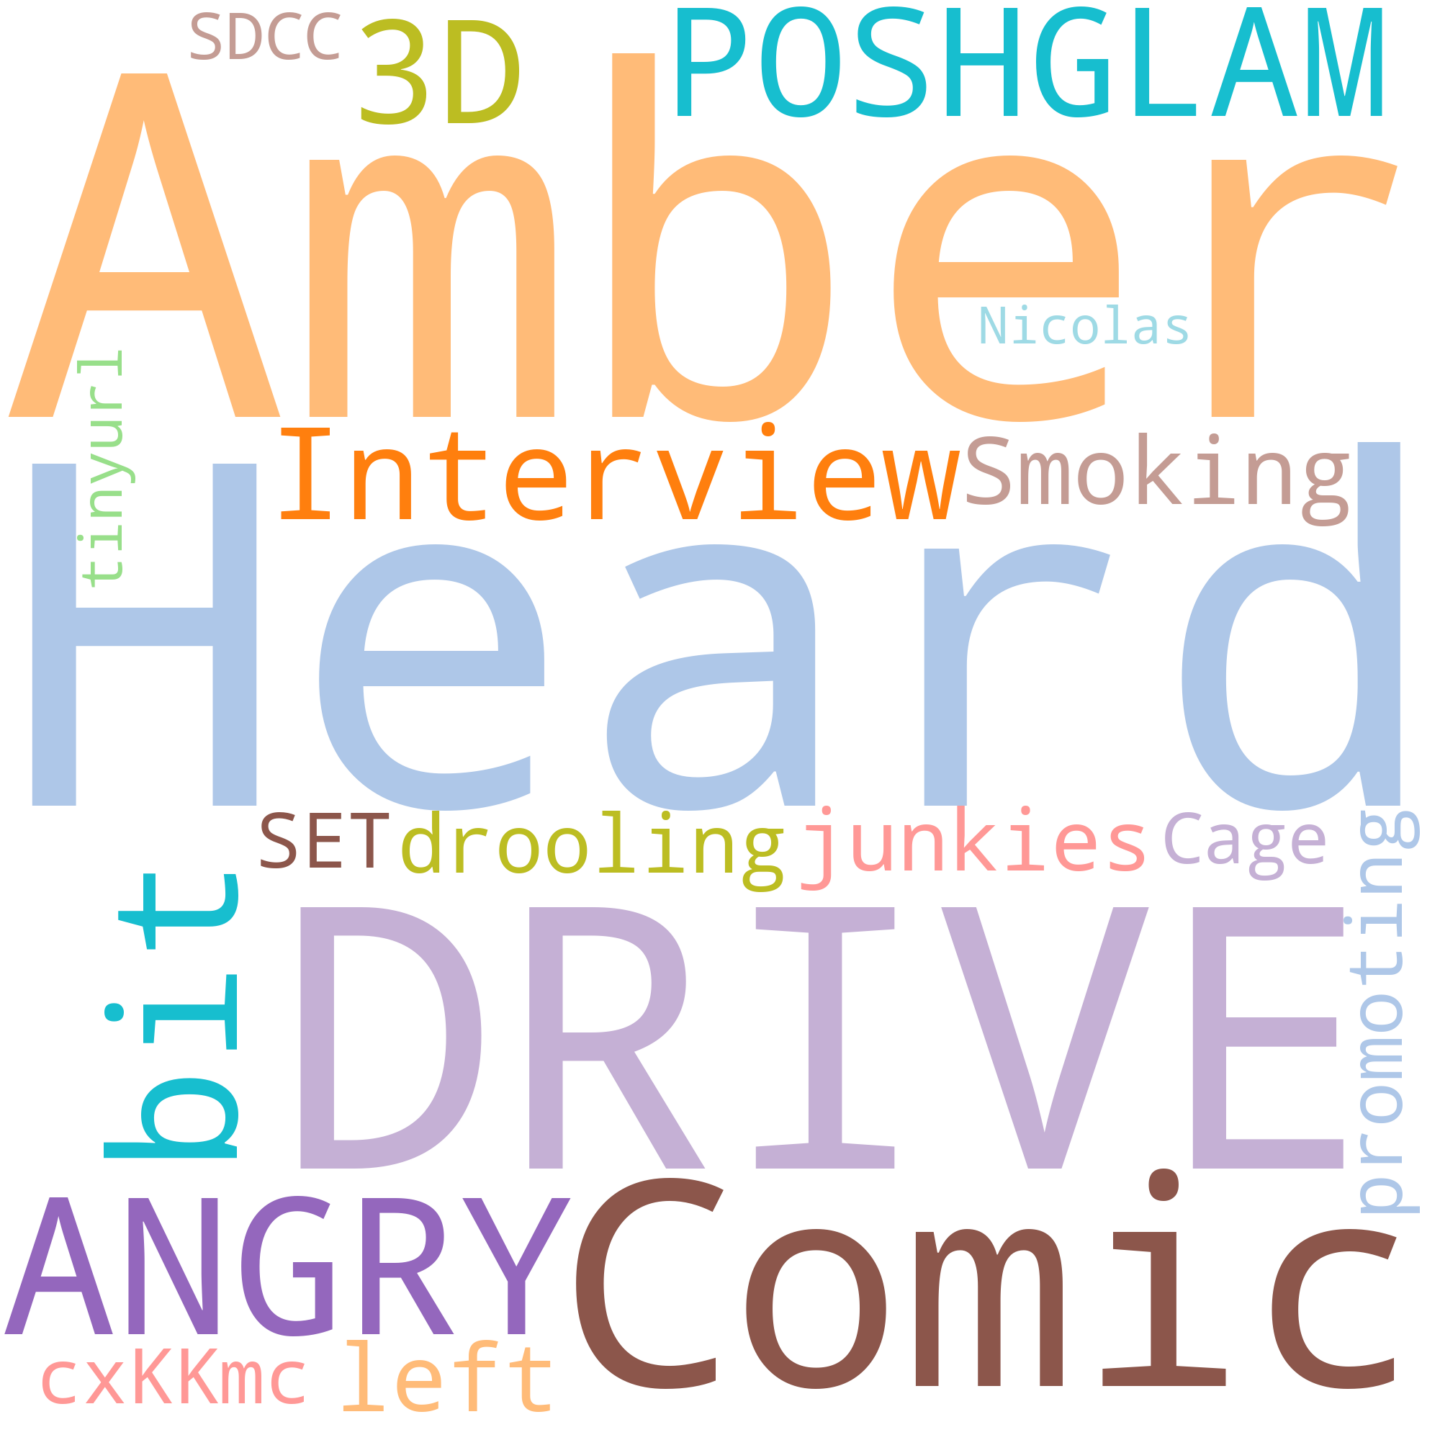 SDCC
3D
POSHGLAM
Amber
Nicolas
tinyurl
Interview
Smoking
Heard
SET
drooling
junkies
Cage
promoting
bit
DRIVE
ANGRY
Comic
cxKKmc
left